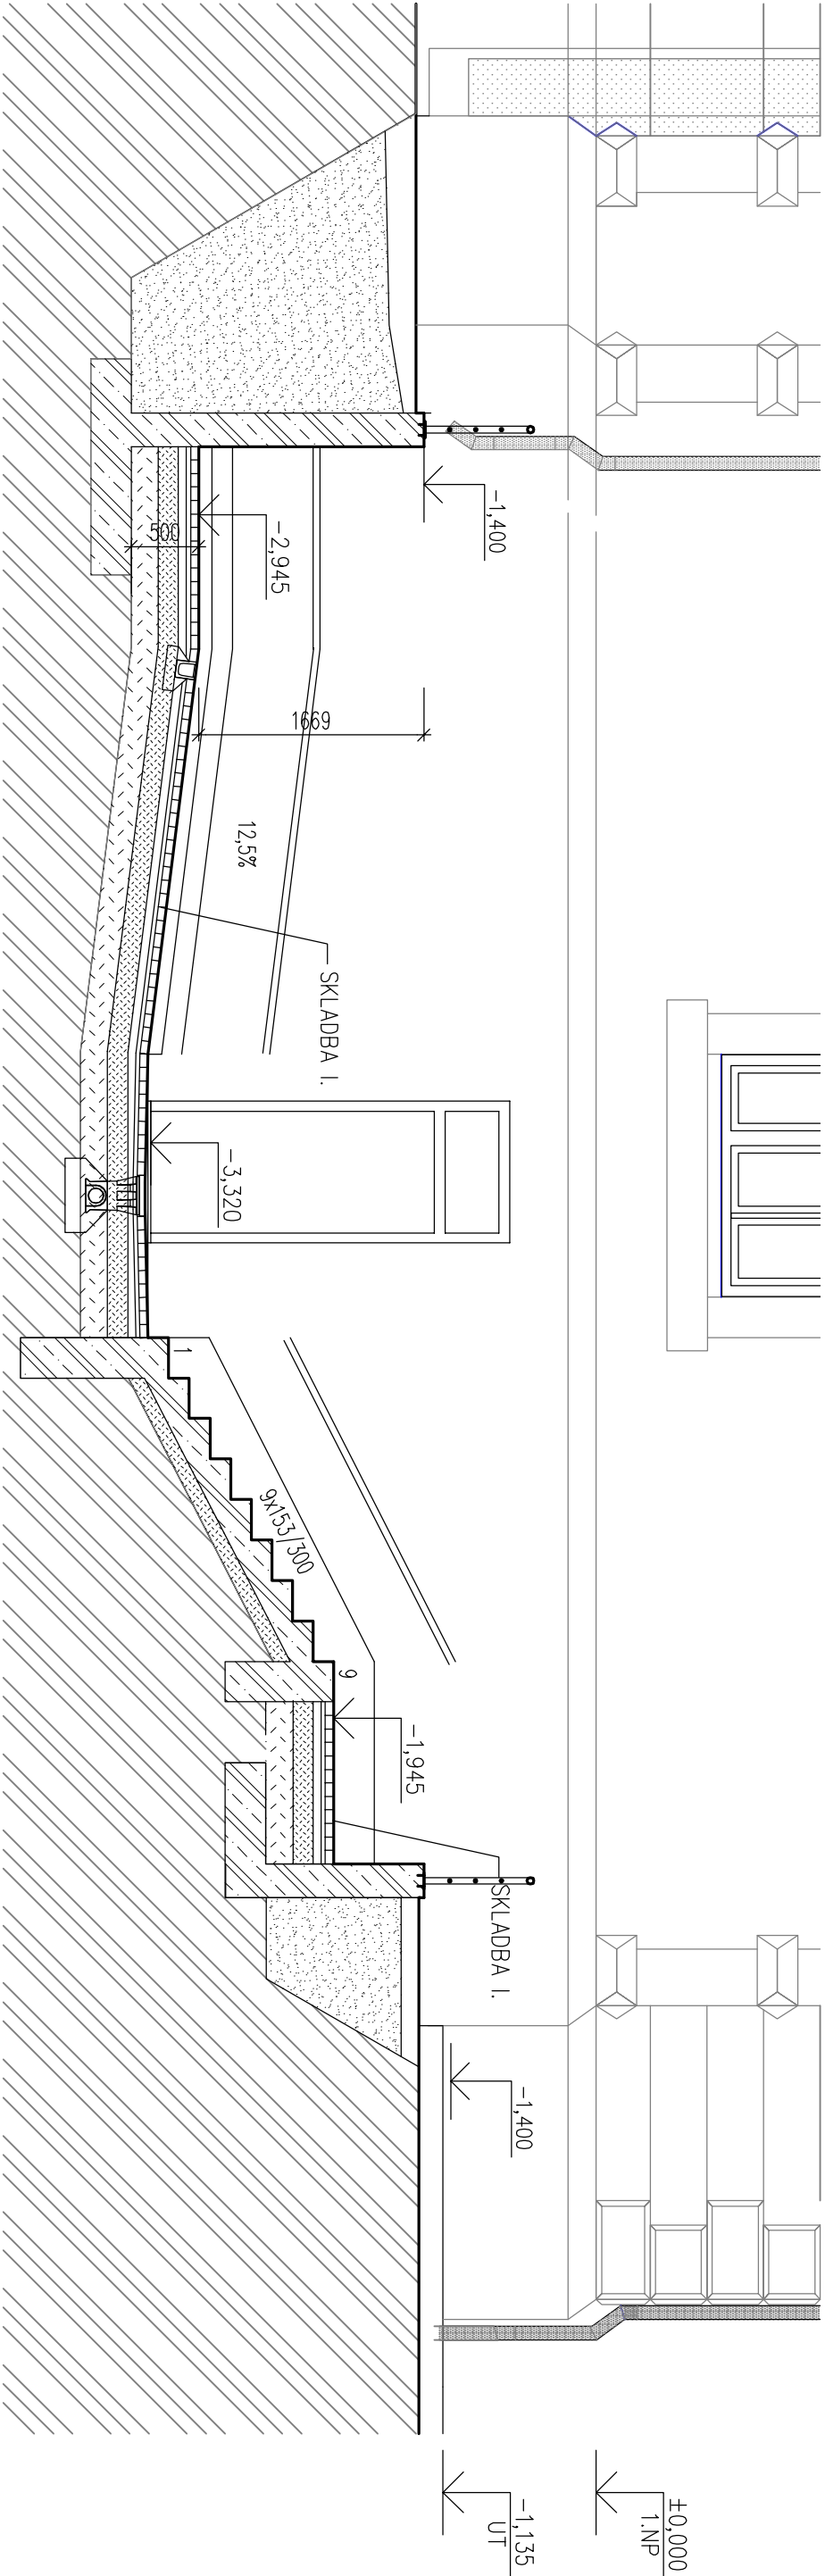 -1,400
-2,945
500
1669
12,5%
SKLADBA I.
-3,320
1
9x153/300
9
-1,945
SKLADBA I.
-1,400
±0,000
1.NP
-1,135
UT